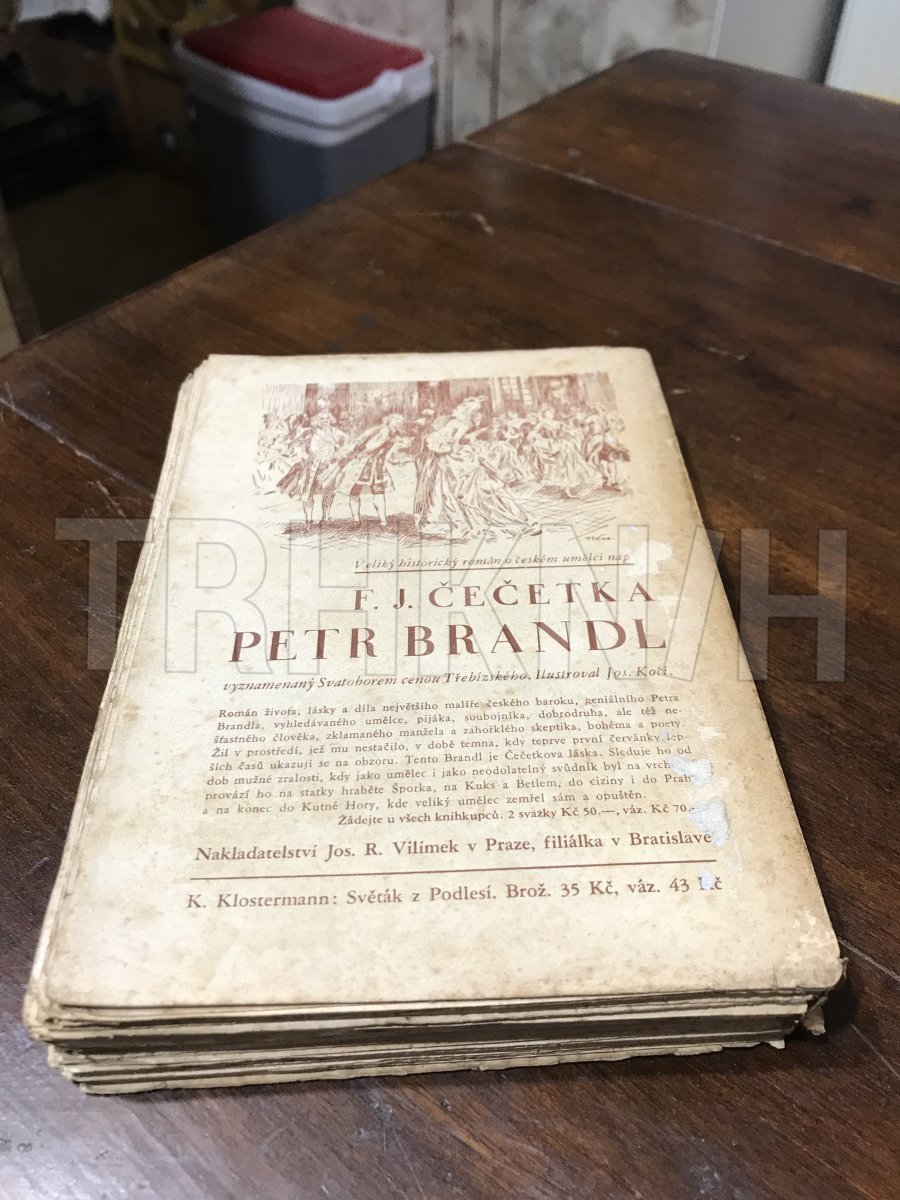 Veliký historický román o českém umělci nap
F. J. ČEČETKA
PETR BRANDL
vyznamenaný Svatoborem cenou Třebízského. Ilustroval Jos. Kočí.
Román života, lásky a díla největšího malíře českého baroku, geniálního Petra
Brandla, vyhledávaného umělce, pijáka, soubojníka, dobrodruha, ale též ne-
šťastného člověka, zklamaného manžela a zahořklého skeptika, bohéma a poety.
Žil v prostředí, jež mu nestačilo, v době temna, kdy teprve první červánky lep-
ších časů ukazují se na obzoru. Tento Brandl je Čečetkova láska. Sleduje ho od
dob mužné zralosti, kdy jako umělec i jako neodolatelný svůdník byl na vrch
provází ho na statky hraběte Šporka, na Kuks a Betlem, do ciziny i do Prah
a na konec do Kutné Hory, kde veliký umělec zemřel sám a opuštěn.
Žádejte u všech knihkupců. 2 svazky Kč 50.—, váz. Kč 70.-
Nakladatelství Jos. R. Vilímek v Praze, filiálka v Bratislavě
K. Klostermann: Světák z Podlesí. Brož. 35 Kč, váz. 43 Kč
TRHKNIH